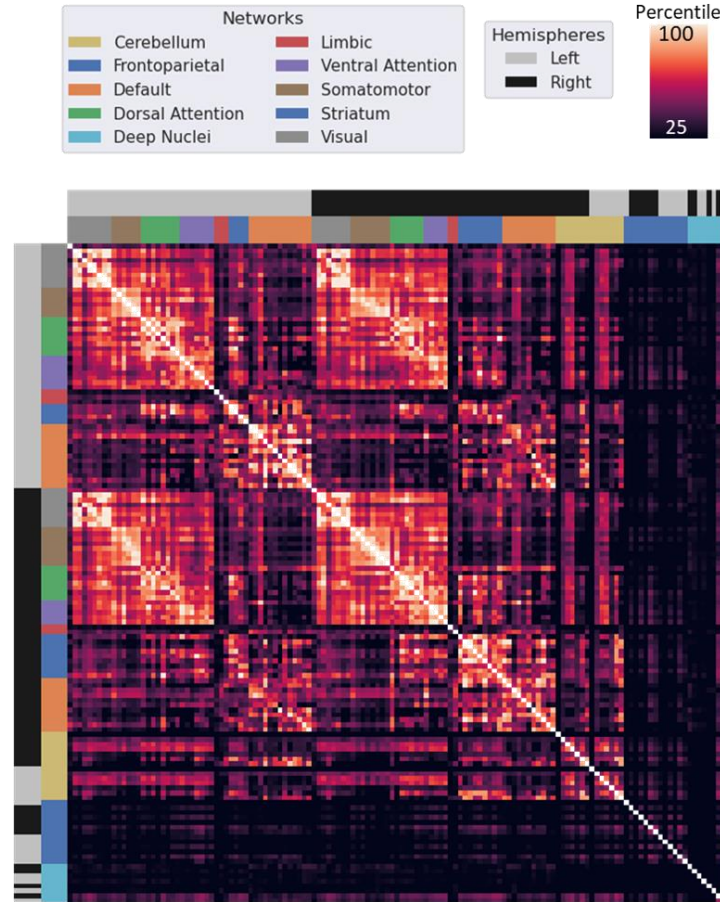 Networks
Cerebellum
Frontoparietal
Default
Dorsal Attention
Deep Nuclei
Limbic
Ventral Attention
Somatomotor
Striatum
Visual
Hemispheres
Left
Right
Percentile
100
25